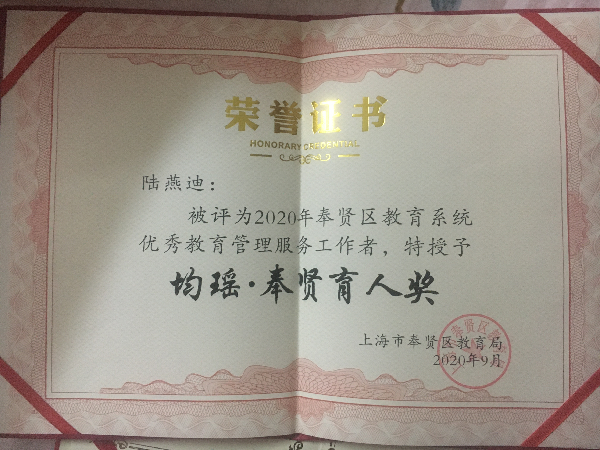 荣誉证书
HONORARY CREDENTIAL
陆燕迪：
被评为2020年奉贤区教育系统
优秀教育管理服务工作者，特授予
均瑶·奉贤育人奖
上海市奉贤区教育局
2020年9月